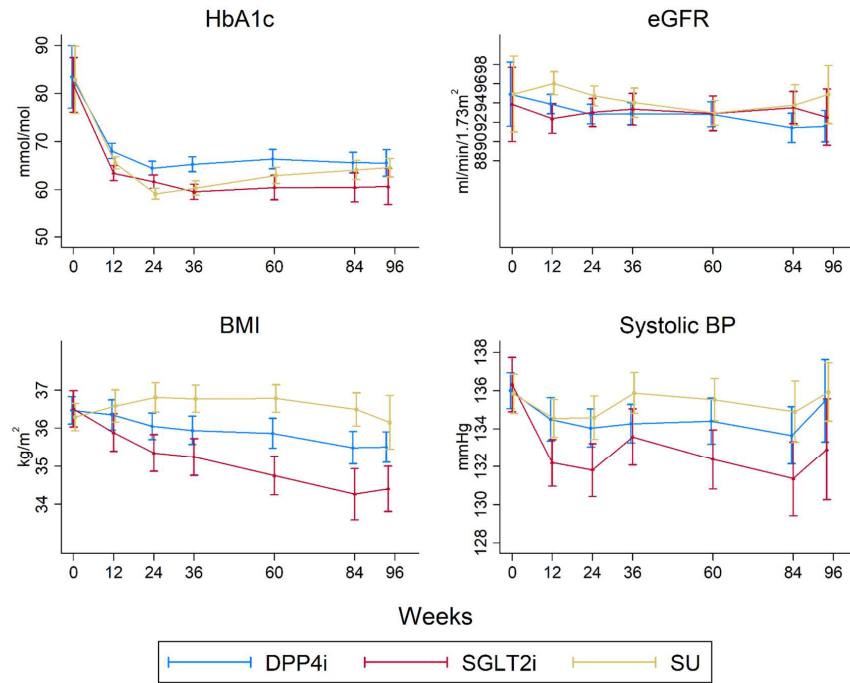 HbA1c
mmol/mol
90
80
70
60
50
0 12 24 36 60 84 96
eGFR
ml/min/1.73m²
889092949698
0 12 24 36 60 84 96
BMI
kg/m²
37
36
35
34
0 12 24 36 60 84 96
Systolic BP
mmHg
138
136
134
132
130
128
0 12 24 36 60 84 96
Weeks
DPP4i SGLT2i SU